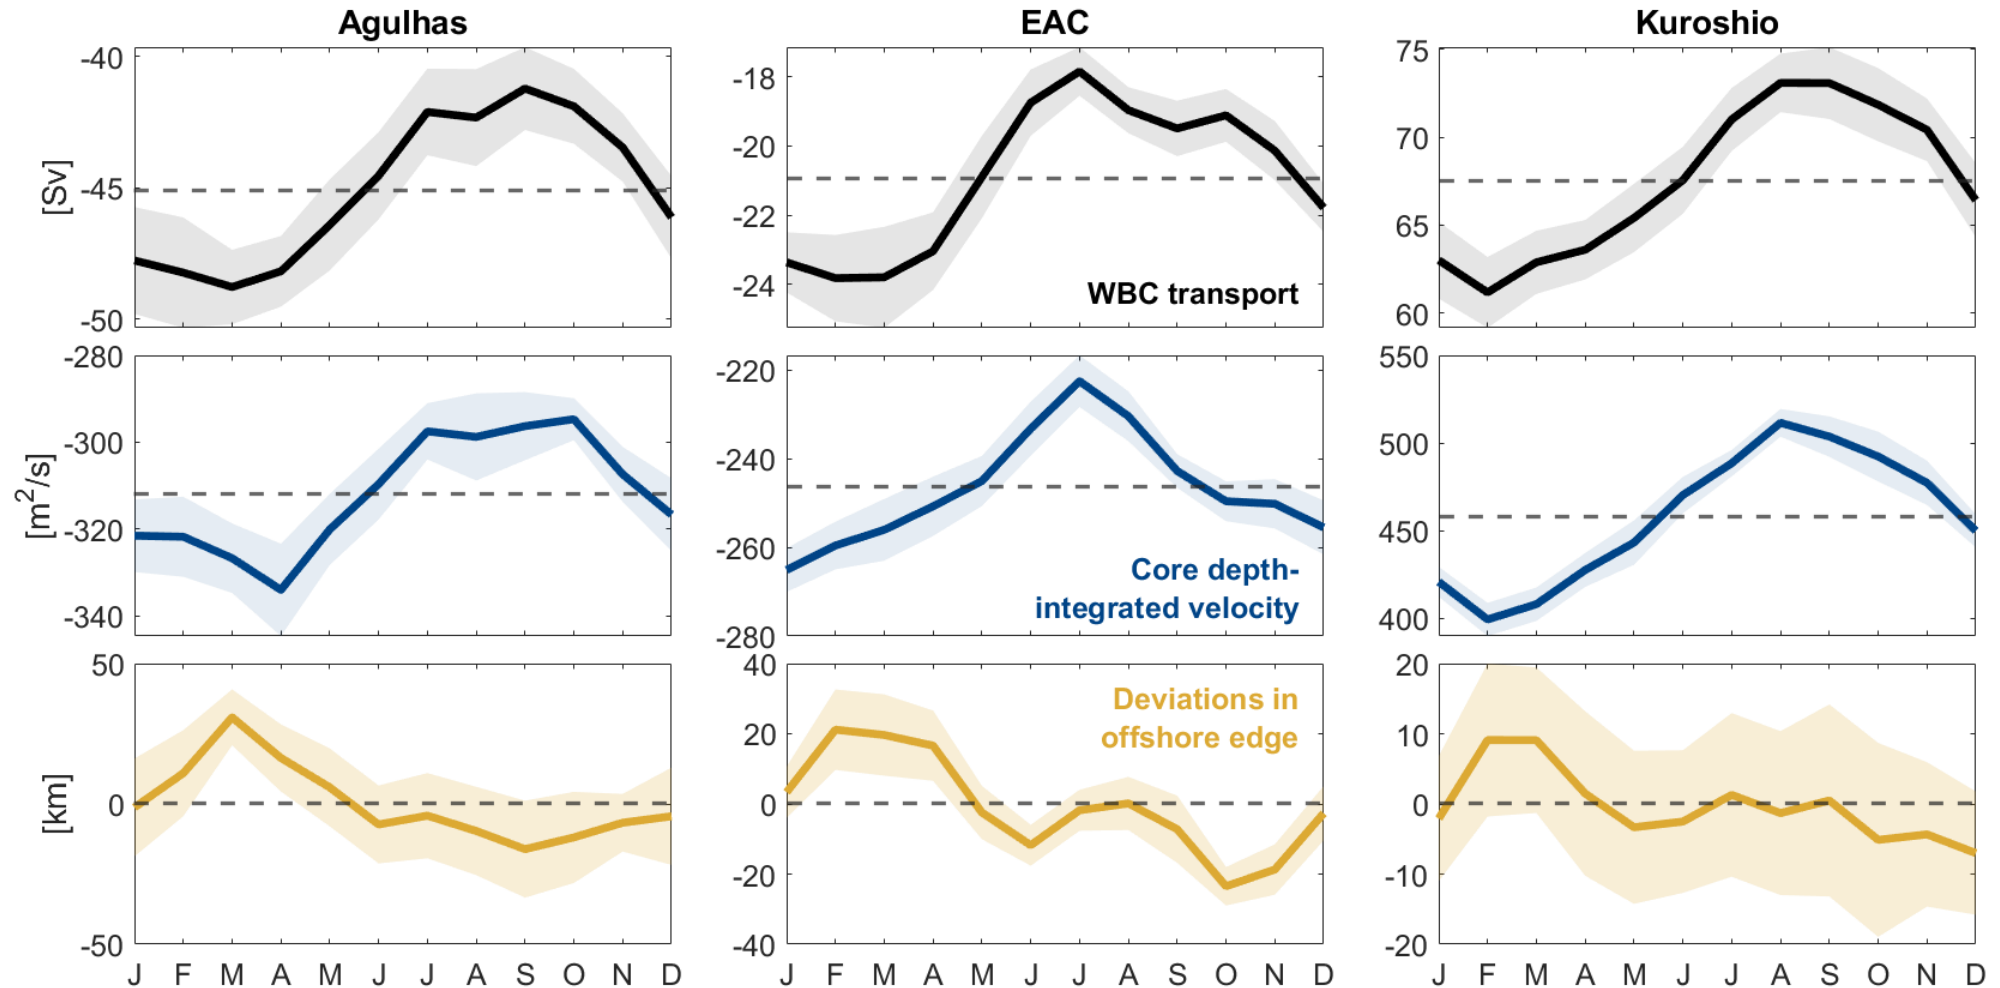 Agulhas
EAC
Kuroshio
[Sv]
-40
-45
-50
-18
-20
-22
-24
WBC transport
75
70
65
60
[m²/s]
-280
-300
-320
-340
-220
-240
-260
-280
Core depth-
integrated velocity
550
500
450
400
[km]
50
0
-50
40
20
0
-20
-40
Deviations in
offshore edge
20
10
0
-10
-20
J F M A M J J A S O N D
J F M A M J J A S O N D
J F M A M J J A S O N D